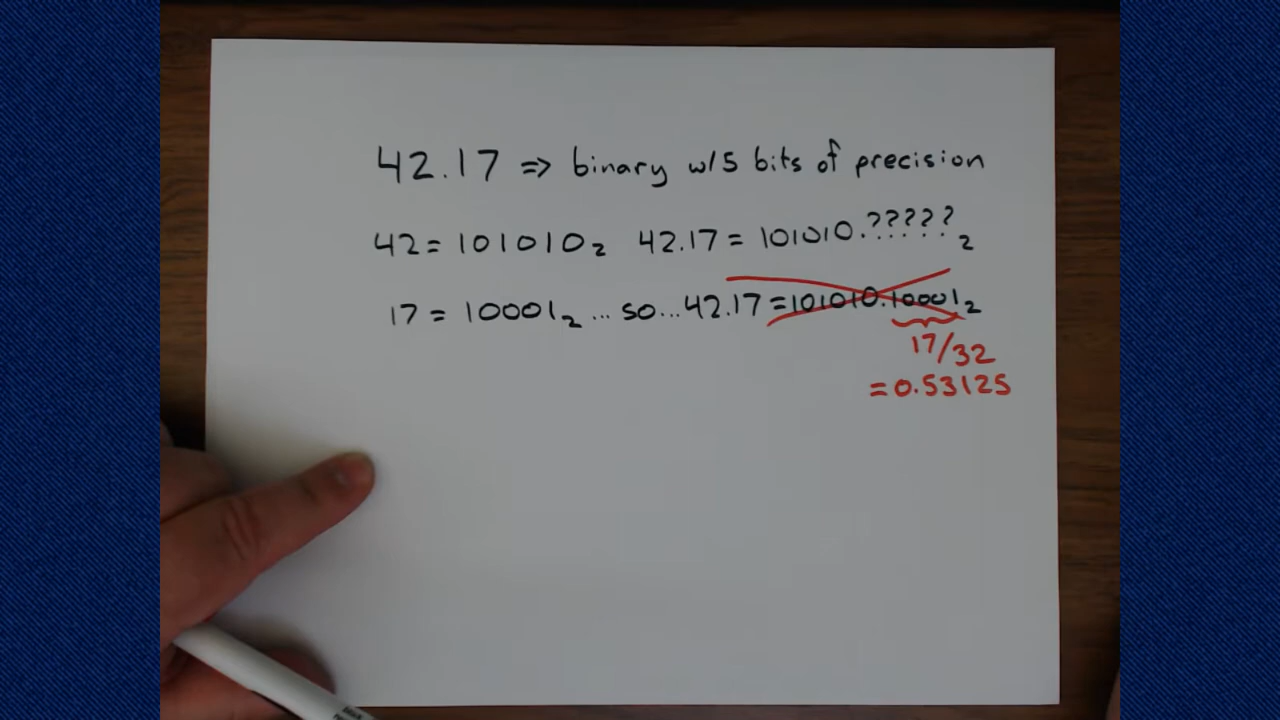 42.17 => binary w/5 bits of precision
42 = 101010₂ 42.17 = 101010.?????₂
17 = 10001₂ ... so... 42.17 = 101010.10001₂
17/32
= 0.53125